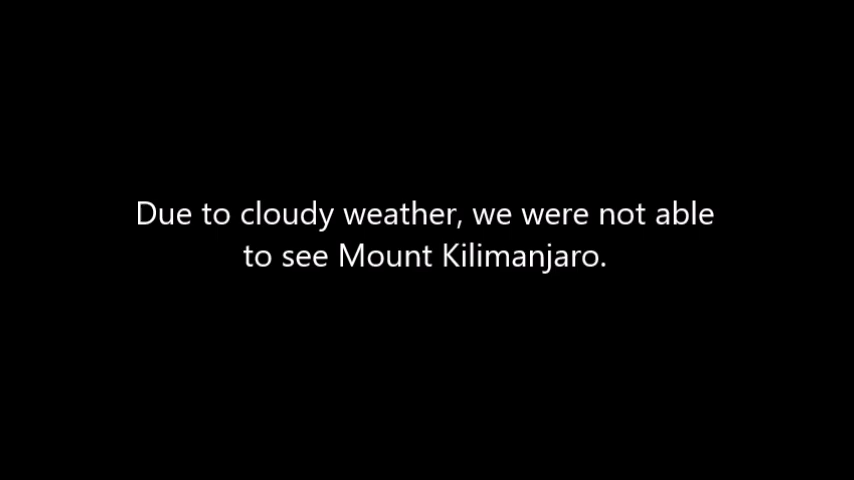 Due to cloudy weather, we were not able
to see Mount Kilimanjaro.